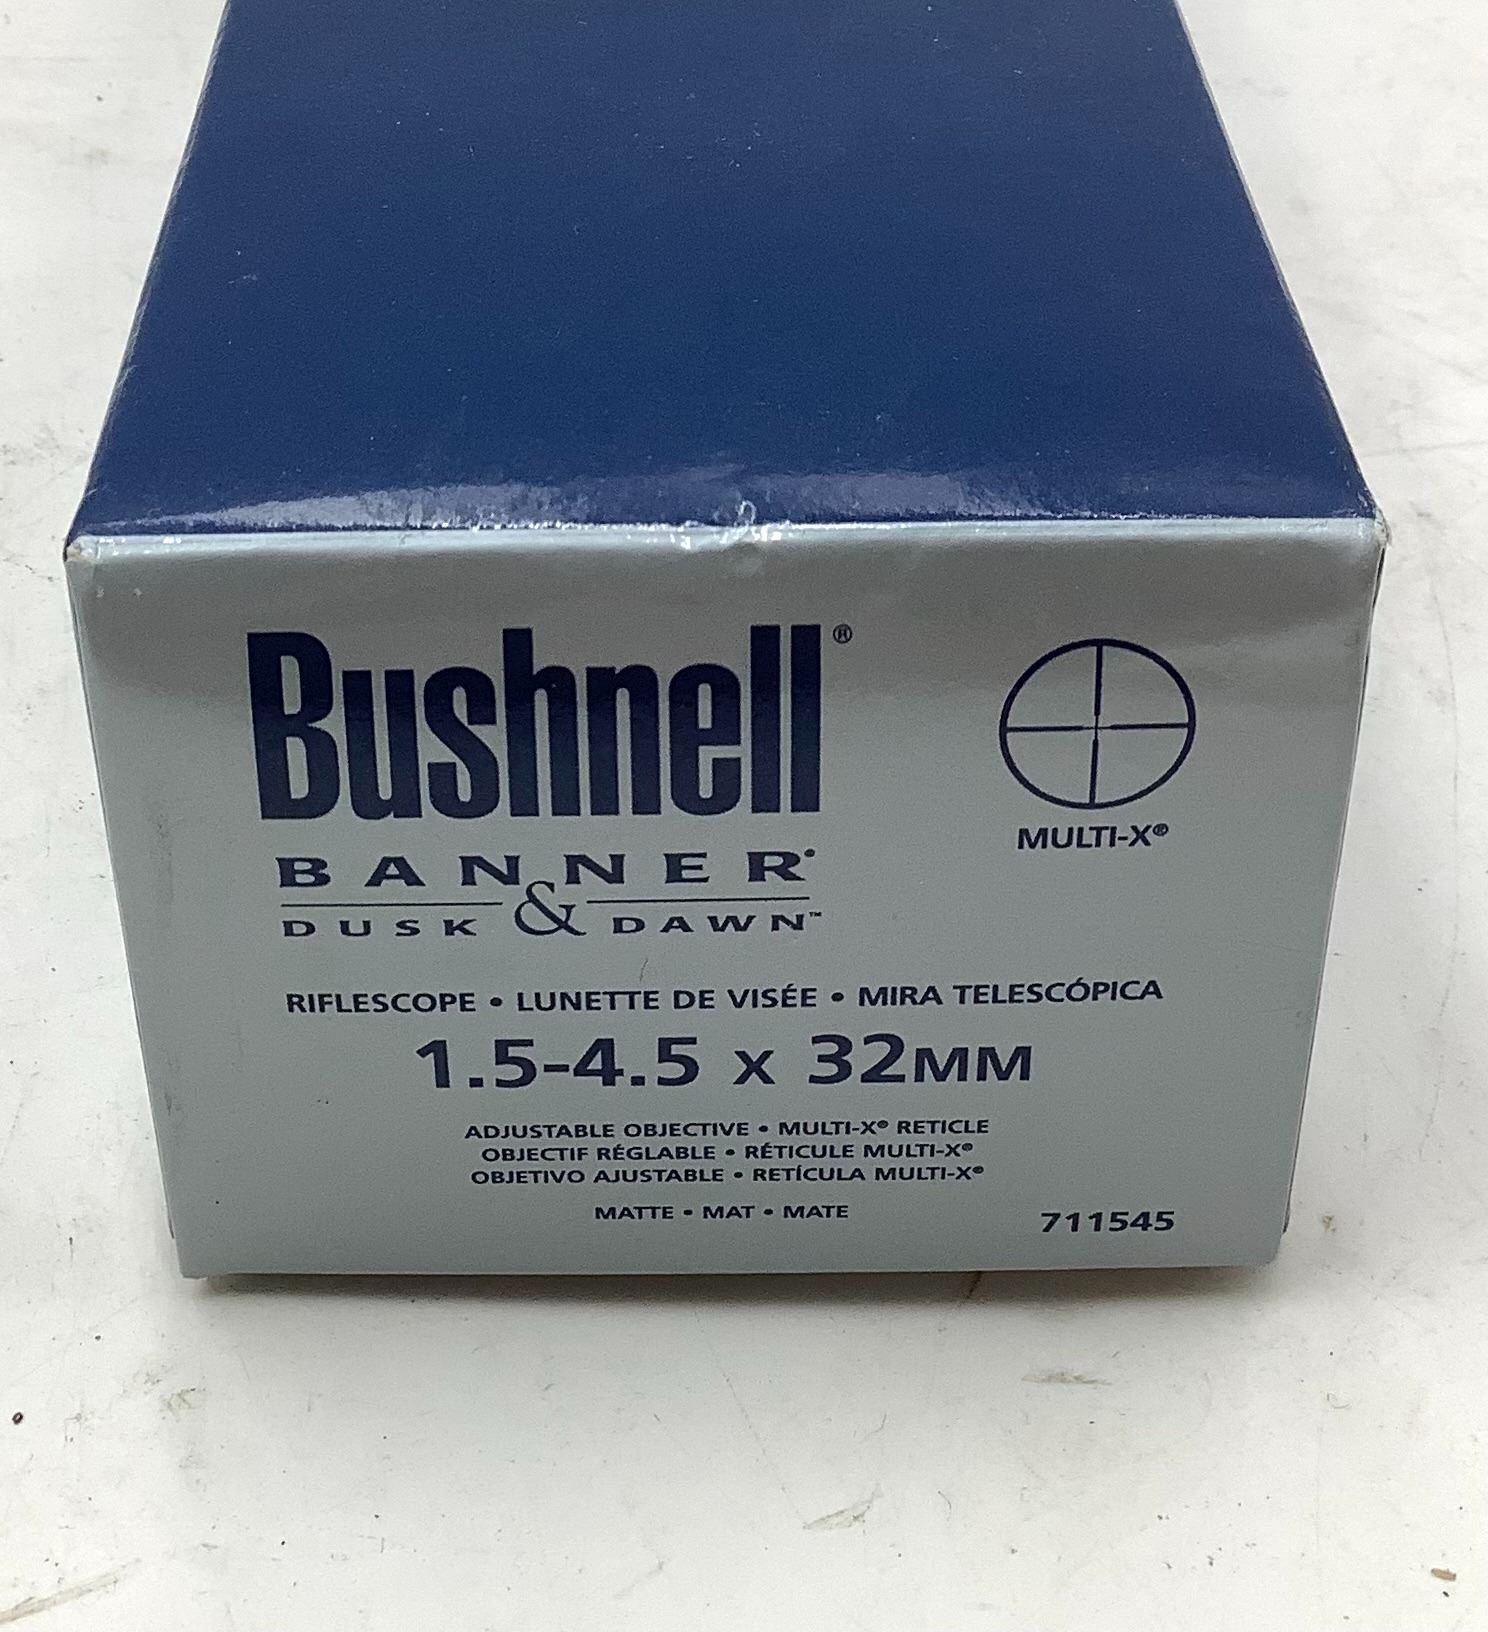 Bushnell®
MULTI-X®
BANNER®
DUSK & DAWN™
RIFLESCOPE • LUNETTE DE VISÉE • MIRA TELESCÓPICA
1.5-4.5 x 32MM
ADJUSTABLE OBJECTIVE • MULTI-X® RETICLE
OBJECTIF RÉGLABLE • RÉTICULE MULTI-X®
OBJETIVO AJUSTABLE • RETÍCULA MULTI-X®
MATTE • MAT • MATE
711545